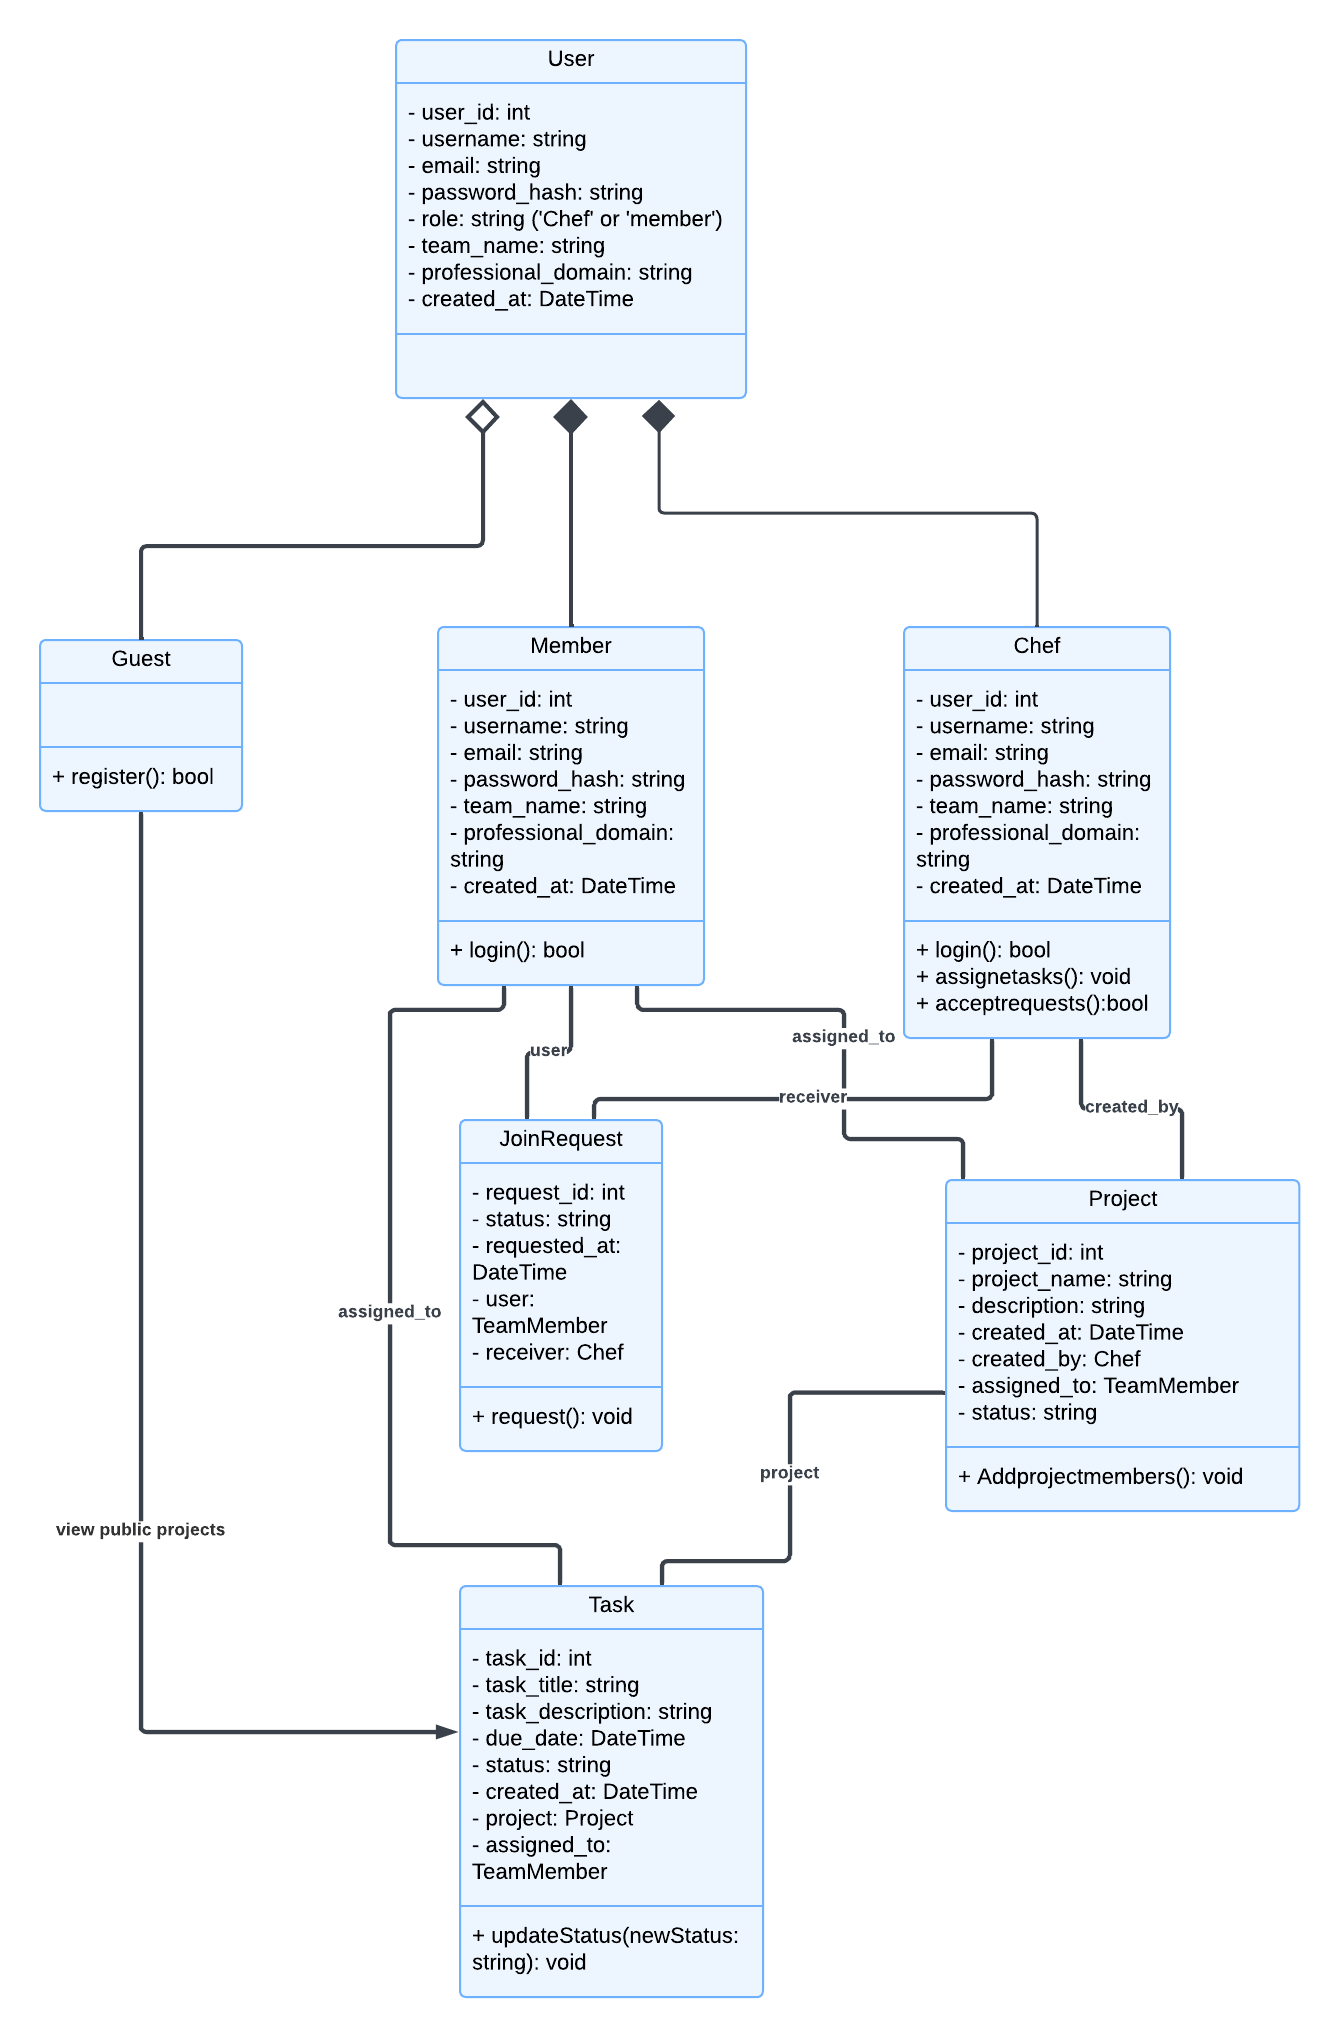 User
- user_id: int
- username: string
- email: string
- password_hash: string
- role: string ('Chef' or 'member')
- team_name: string
- professional_domain: string
- created_at: DateTime
Guest
+ register(): bool
Member
- user_id: int
- username: string
- email: string
- password_hash: string
- team_name: string
- professional_domain:
string
- created_at: DateTime
+ login(): bool
Chef
- user_id: int
- username: string
- email: string
- password_hash: string
- team_name: string
- professional_domain:
string
- created_at: DateTime
+ login(): bool
+ assignetasks(): void
+ acceptrequests():bool
user
assigned_to
receiver
created_by
JoinRequest
- request_id: int
- status: string
- requested_at:
DateTime
- user:
TeamMember
- receiver: Chef
+ request(): void
Project
- project_id: int
- project_name: string
- description: string
- created_at: DateTime
- created_by: Chef
- assigned_to: TeamMember
- status: string
+ Addprojectmembers(): void
assigned_to
project
view public projects
Task
- task_id: int
- task_title: string
- task_description: string
- due_date: DateTime
- status: string
- created_at: DateTime
- project: Project
- assigned_to:
TeamMember
+ updateStatus(newStatus:
string): void